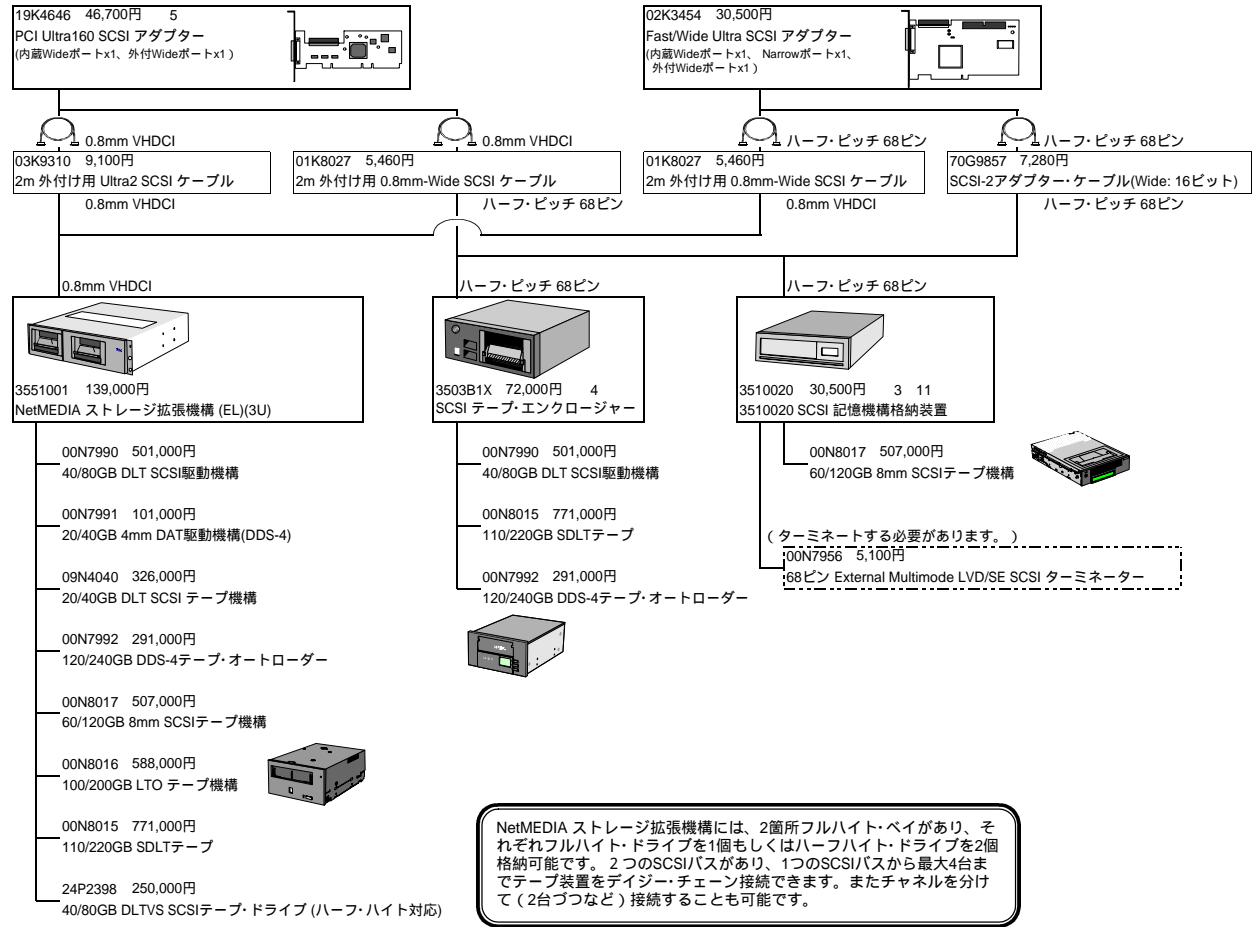 19K4646 46,700円 5
PCI Ultra160 SCSI アダプター
(内蔵Wideポートx1、外付Wideポートx1 )
02K3454 30,500円
Fast/Wide Ultra SCSI アダプター
(内蔵Wideポートx1、 Narrowポートx1、
外付Wideポートx1 )
0.8mm VHDCI
0.8mm VHDCI
ハーフ・ピッチ 68ピン
ハーフ・ピッチ 68ピン
03K9310 9,100円
2m 外付け用 Ultra2 SCSI ケーブル
01K8027 5,460円
2m 外付け用 0.8mm-Wide SCSI ケーブル
01K8027 5,460円
2m 外付け用 0.8mm-Wide SCSI ケーブル
70G9857 7,280円
SCSI-2アダプター・ケーブル(Wide: 16ビット)
0.8mm VHDCI
ハーフ・ピッチ 68ピン
0.8mm VHDCI
ハーフ・ピッチ 68ピン
0.8mm VHDCI
ハーフ・ピッチ 68ピン
ハーフ・ピッチ 68ピン
3551001 139,000円
NetMEDIA ストレージ拡張機構 (EL)(3U)
3503B1X 72,000円 4
SCSI テープ・エンクロージャー
3510020 30,500円 3 11
3510020 SCSI 記憶機構格納装置
00N7990 501,000円
40/80GB DLT SCSI駆動機構
00N7991 101,000円
20/40GB 4mm DAT駆動機構(DDS-4)
09N4040 326,000円
20/40GB DLT SCSI テープ機構
00N7992 291,000円
120/240GB DDS-4テープ・オートローダー
00N8017 507,000円
60/120GB 8mm SCSIテープ機構
00N8016 588,000円
100/200GB LTO テープ機構
00N8015 771,000円
110/220GB SDLTテープ
24P2398 250,000円
40/80GB DLTVS SCSIテープ・ドライブ (ハーフ・ハイト対応)
00N7990 501,000円
40/80GB DLT SCSI駆動機構
00N8015 771,000円
110/220GB SDLTテープ
00N7992 291,000円
120/240GB DDS-4テープ・オートローダー
00N8017 507,000円
60/120GB 8mm SCSIテープ機構
( ターミネートする必要があります。 )
00N7956 5,100円
68ピン External Multimode LVD/SE SCSI ターミネーター
NetMEDIA ストレージ拡張機構には、2箇所フルハイト・ベイがあり、そ
れぞれフルハイト・ドライブを1個もしくはハーフハイト・ドライブを2個
格納可能です。 2つのSCSIバスがあり、1つのSCSIバスから最大4台ま
でテープ装置をデイジー・チェーン接続できます。またチャネルを分け
て ( 2台づつなど ) 接続することも可能です。